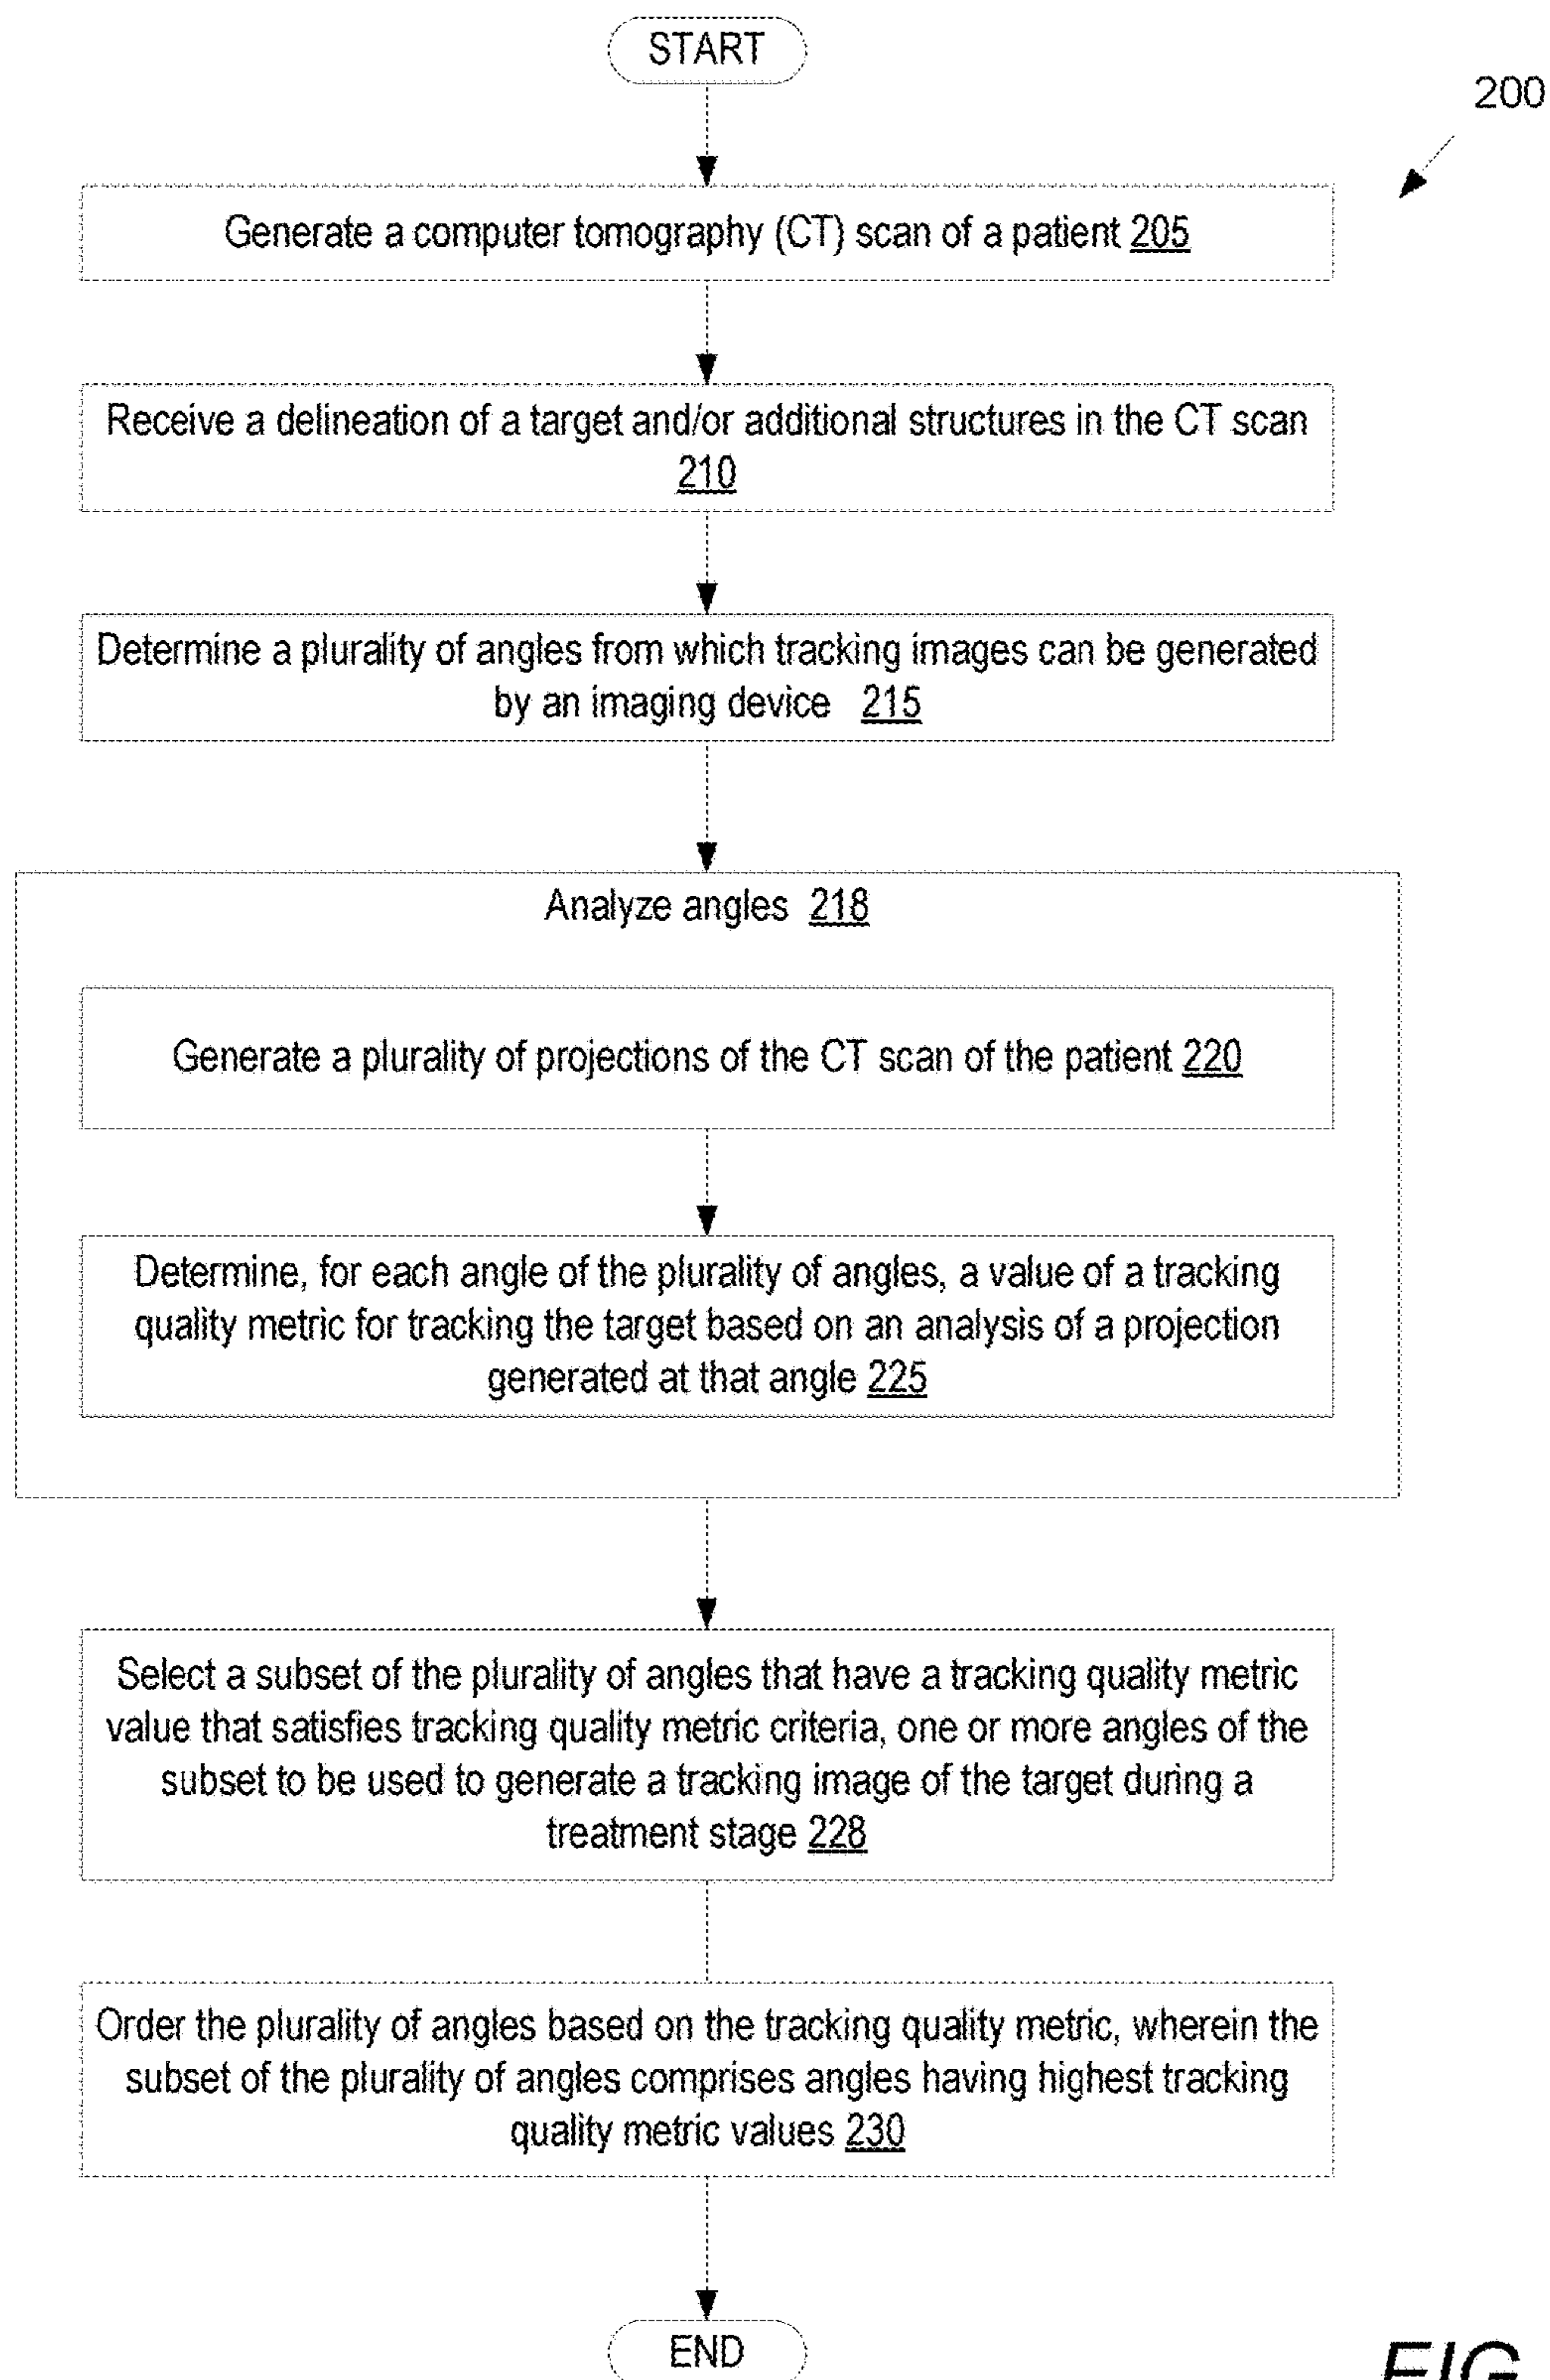 START
200
Generate a computer tomography (CT) scan of a patient 205
Receive a delineation of a target and/or additional structures in the CT scan
210
Determine a plurality of angles from which tracking images can be generated
by an imaging device 215
Analyze angles 218
Generate a plurality of projections of the CT scan of the patient 220
Determine, for each angle of the plurality of angles, a value of a tracking
quality metric for tracking the target based on an analysis of a projection
generated at that angle 225
Select a subset of the plurality of angles that have a tracking quality metric
value that satisfies tracking quality metric criteria, one or more angles of the
subset to be used to generate a tracking image of the target during a
treatment stage 228
Order the plurality of angles based on the tracking quality metric, wherein the
subset of the plurality of angles comprises angles having highest tracking
quality metric values 230
END
FIG